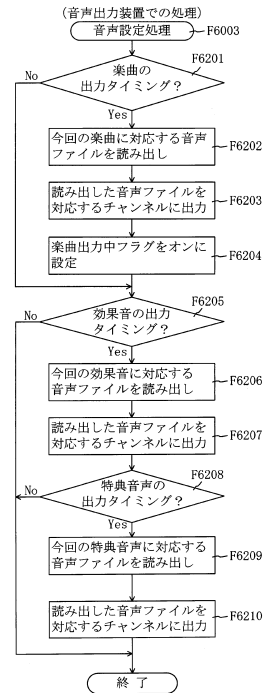 (音声出力装置での処理)
音声設定処理
F6003
F6201
楽曲の
出力タイミング?
No
Yes
今回の楽曲に対応する音声
ファイルを読み出し
F6202
読み出した音声ファイルを
対応するチャンネルに出力
F6203
楽曲出力中フラグをオンに
設定
F6204
F6205
効果音の出力
タイミング?
No
Yes
今回の効果音に対応する
音声ファイルを読み出し
F6206
読み出した音声ファイルを
対応するチャンネルに出力
F6207
F6208
特典音声の
出力タイミング?
No
Yes
今回の特典音声に対応する
音声ファイルを読み出し
F6209
読み出した音声ファイルを
対応するチャンネルに出力
F6210
終了